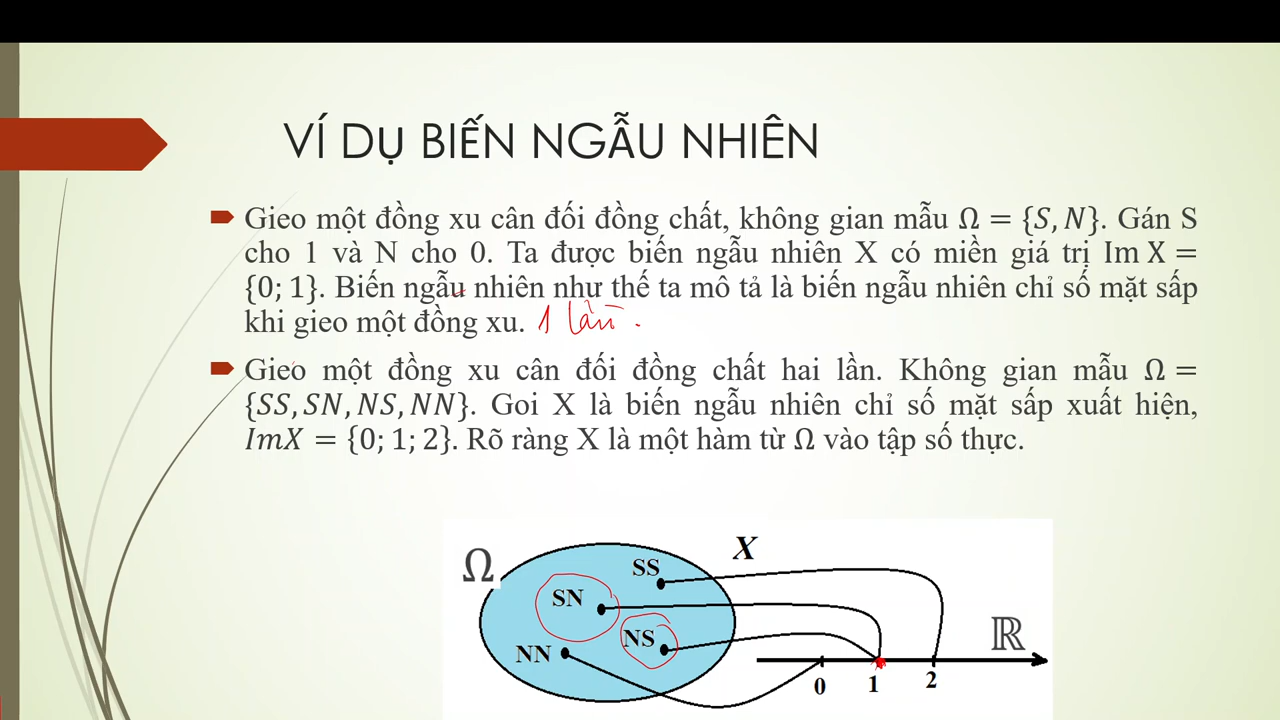 VÍ DỤ BIẾN NGẪU NHIÊN
Gieo một đồng xu cân đối đồng chất, không gian mẫu Ω = {S, N}. Gán S
cho 1 và N cho 0. Ta được biến ngẫu nhiên X có miền giá trị Im X =
{0; 1}. Biến ngẫu nhiên như thế ta mô tả là biến ngẫu nhiên chỉ số mặt sấp
khi gieo một đồng xu. 1 lần.
Gieo một đồng xu cân đối đồng chất hai lần. Không gian mẫu Ω =
{SS, SN, NS, NN}. Goi X là biến ngẫu nhiên chỉ số mặt sấp xuất hiện,
ImX = {0; 1; 2}. Rõ ràng X là một hàm từ Ω vào tập số thực.
Ω
X
SS
SN
NS
NN
ℝ
0 1 2